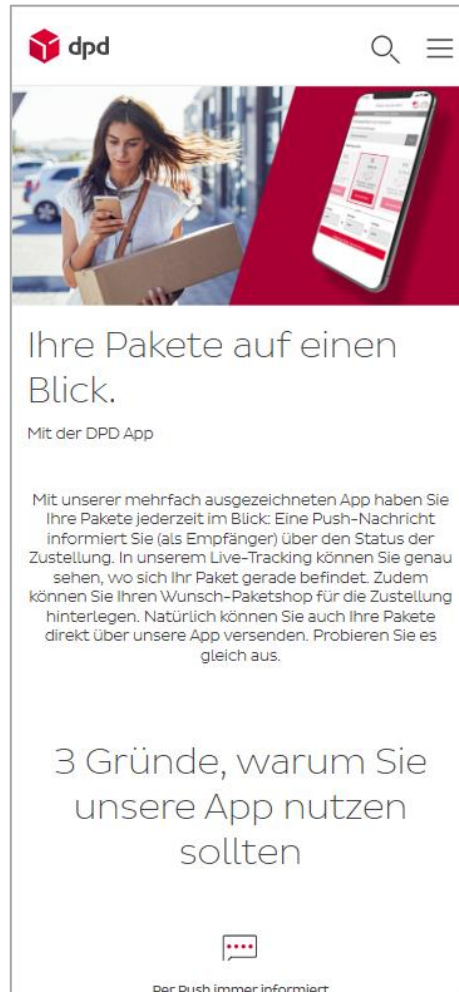 dpd
Ihre Pakete auf einen
Blick.
Mit der DPD App
Mit unserer mehrfach ausgezeichneten App haben Sie
Ihre Pakete jederzeit im Blick: Eine Push-Nachricht
informiert Sie (als Empfänger) über den Status der
Zustellung. In unserem Live-Tracking können Sie genau
sehen, wo sich Ihr Paket gerade befindet. Zudem
können Sie Ihren Wunsch-Paketshop für die Zustellung
hinterlegen. Natürlich können Sie auch Ihre Pakete
direkt über unsere App versenden. Probieren Sie es
gleich aus.
3 Gründe, warum Sie
unsere App nutzen
sollten
Per Push immer informiert